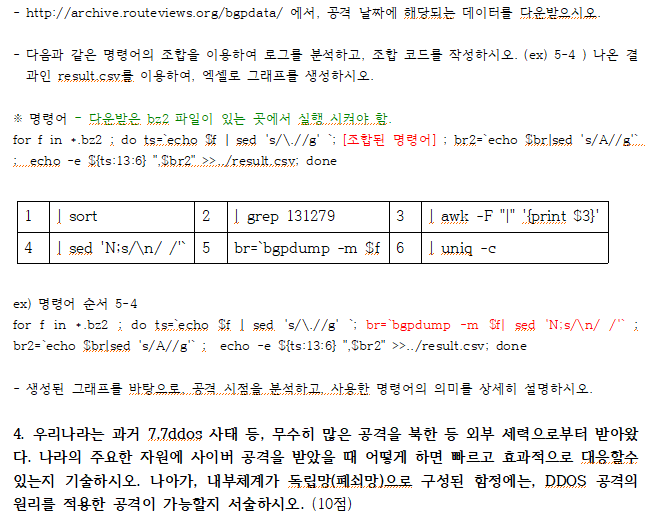 - http://archive.routeviews.org/bgpdata/ 에서, 공격 날짜에 해당되는 데이터를 다운받으시오.
- 다음과 같은 명령어의 조합을 이용하여 로그를 분석하고, 조합 코드를 작성하시오. (ex) 5-4 ) 나온 결
과인 result.csv를 이용하여, 엑셀로 그래프를 생성하시오.
※ 명령어 - 다운받은 bz2 파일이 있는 곳에서 실행 시켜야 함.
for f in *.bz2 ; do ts=`echo $f | sed 's/\.//g' `; [조합된 명령어] ; br2=`echo $br|sed 's/A//g'`
; echo -e ${ts:13:6} ",$br2" >>../result.csv; done
1 | sort 2 | grep 131279 3 | awk -F "|" '{print $3}'
4 | sed 'N;s/\n/ /'` 5 br=`bgpdump -m $f 6 | uniq -c
ex) 명령어 순서 5-4
for f in *.bz2 ; do ts=`echo $f | sed 's/\.//g' `; br=`bgpdump -m $f| sed 'N;s/\n/ /'` ;
br2=`echo $br|sed 's/A//g'` ; echo -e ${ts:13:6} ",$br2" >>../result.csv; done
- 생성된 그래프를 바탕으로, 공격 시점을 분석하고, 사용한 명령어의 의미를 상세히 설명하시오.
4. 우리나라는 과거 7.7ddos 사태 등, 무수히 많은 공격을 북한 등 외부 세력으로부터 받아왔
다. 나라의 주요한 자원에 사이버 공격을 받았을 때 어떻게 하면 빠르고 효과적으로 대응할수
있는지 기술하시오. 나아가, 내부체계가 독립망(폐쇄망)으로 구성된 함정에는, DDOS 공격의
원리를 적용한 공격이 가능할지 서술하시오. (10점)